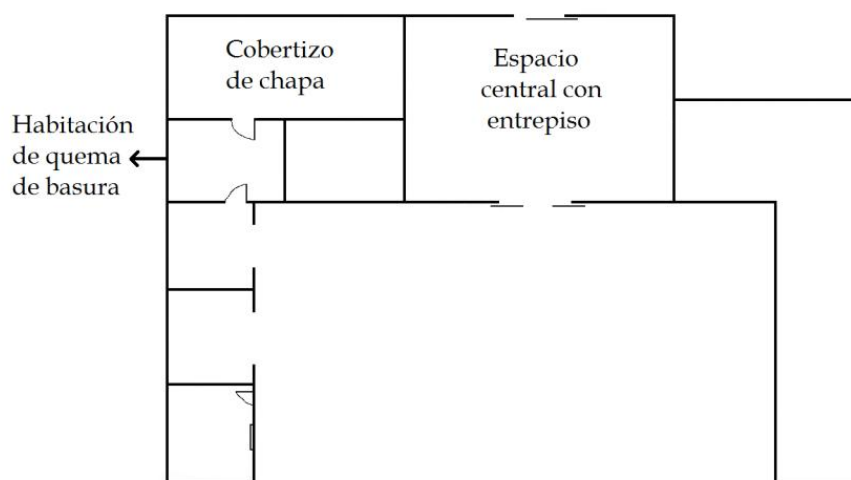 Cobertizo
de chapa
Espacio
central con
entrepiso
Habitación
de quema
de basura